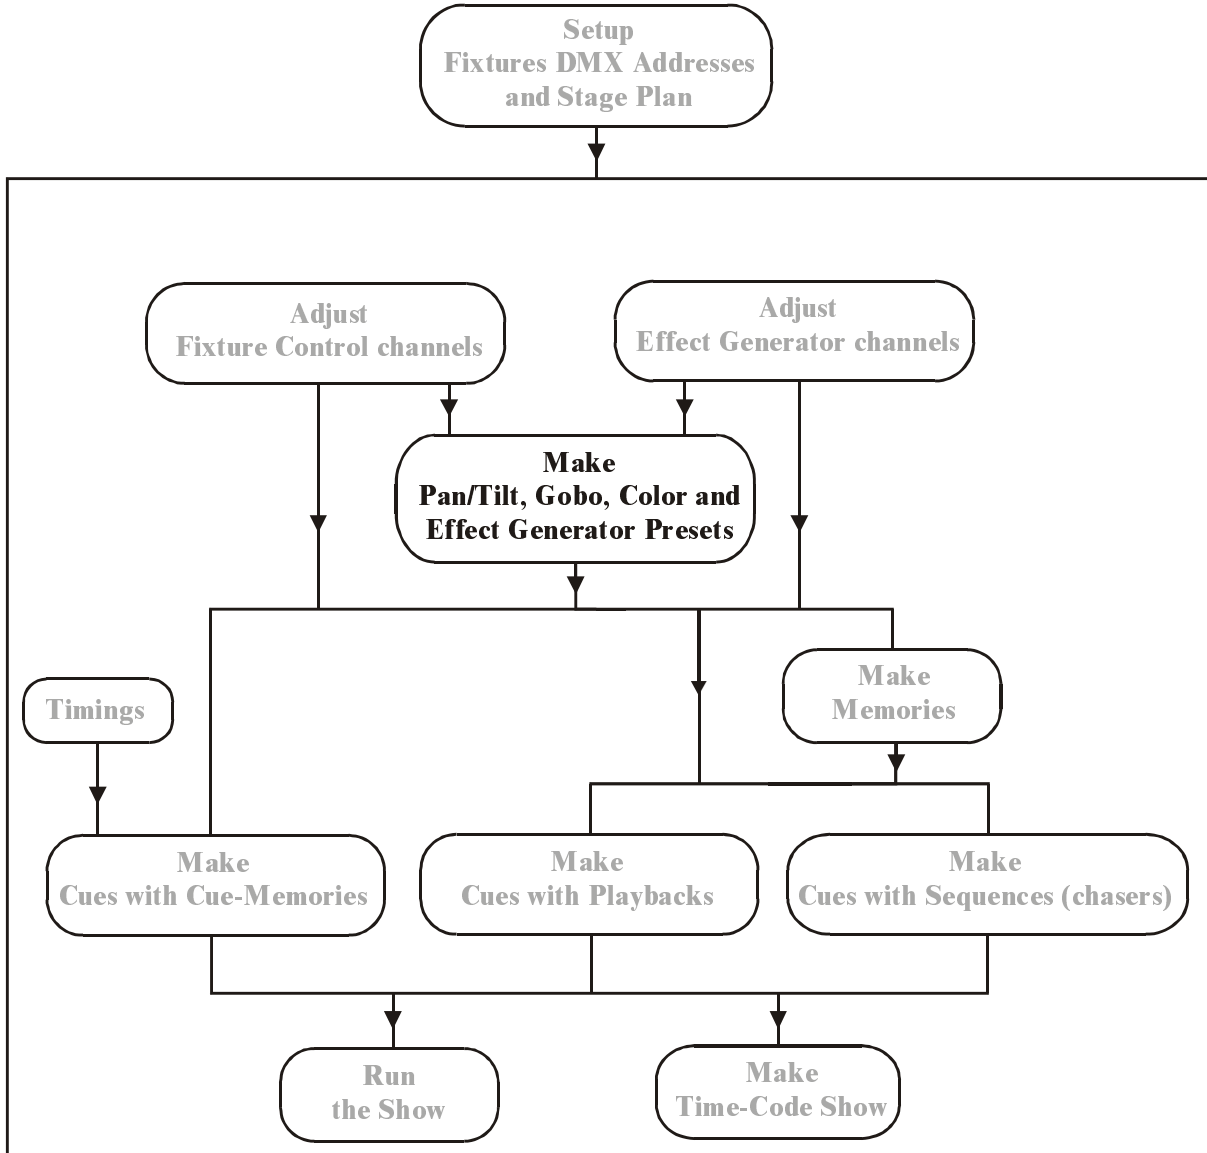 Setup
Fixtures DMX Addresses
and Stage Plan
Adjust
Fixture Control channels
Adjust
Effect Generator channels
Make
Pan/Tilt, Gobo, Color and
Effect Generator Presets
Make
Memories
Timings
Make
Cues with Cue-Memories
Make
Cues with Playbacks
Make
Cues with Sequences (chasers)
Run
the Show
Make
Time-Code Show